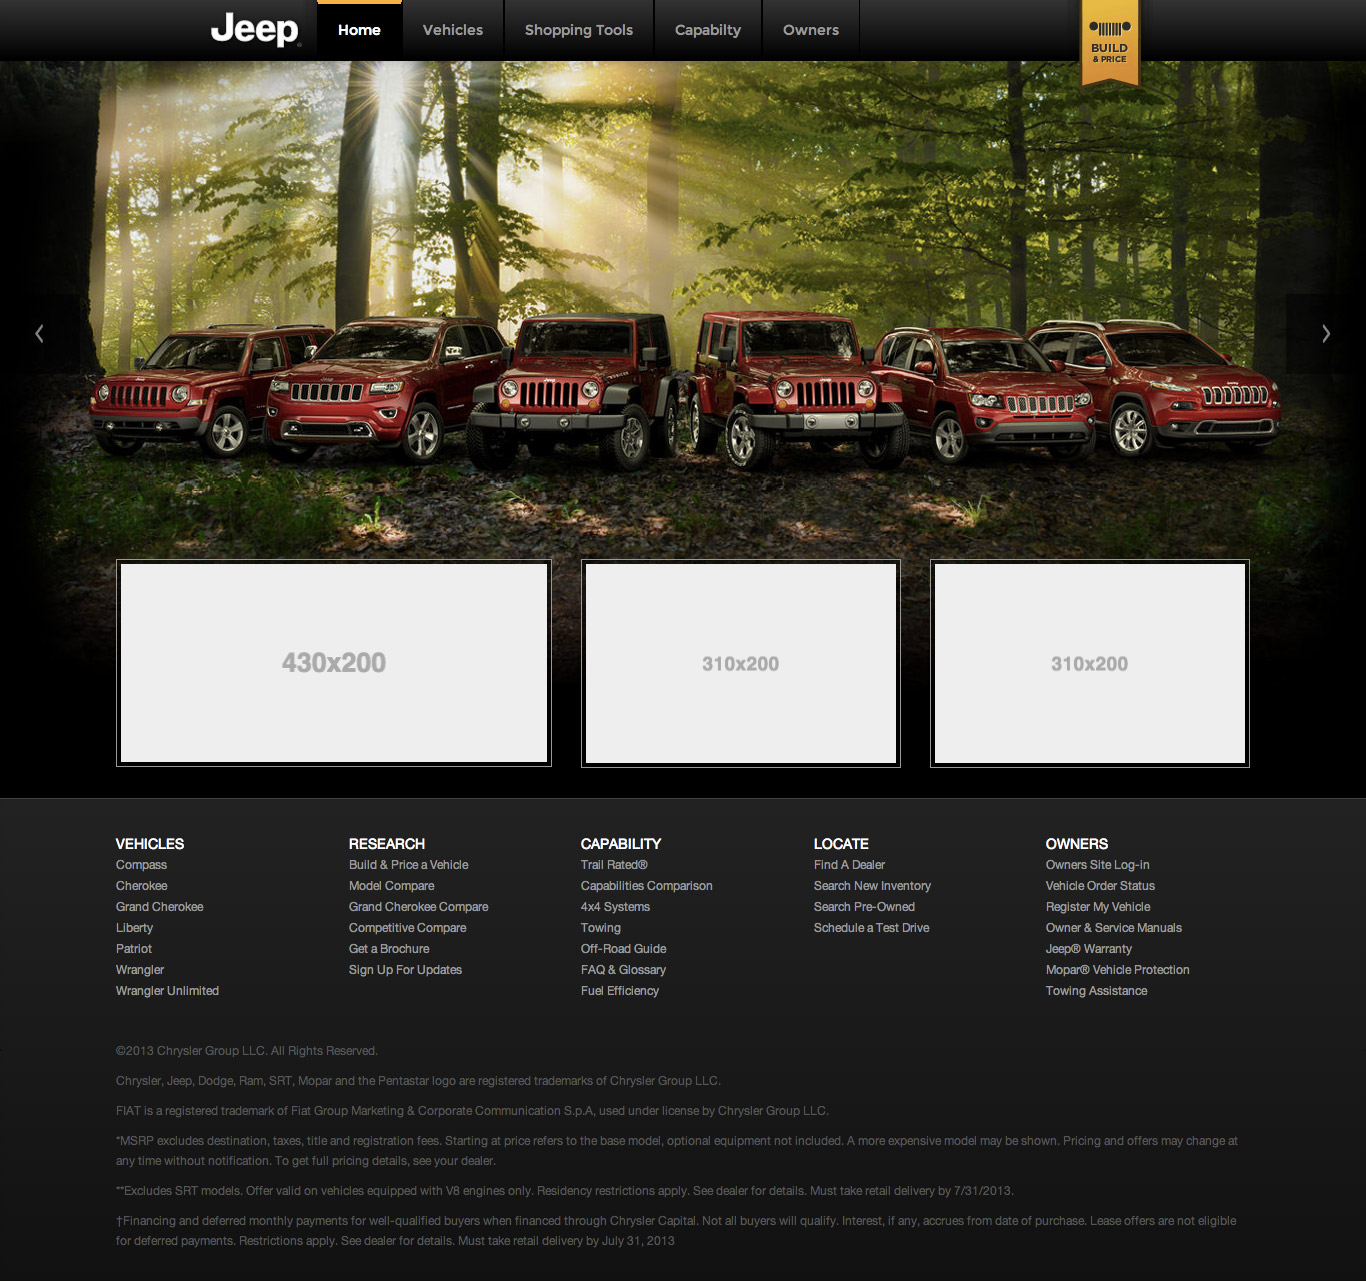 Jeep
Home
Vehicles
Shopping Tools
Capabilty
Owners
BUILD
& PRICE
430x200
310x200
310x200
VEHICLES
Compass
Cherokee
Grand Cherokee
Liberty
Patriot
Wrangler
Wrangler Unlimited
RESEARCH
Build & Price a Vehicle
Model Compare
Grand Cherokee Compare
Competitive Compare
Get a Brochure
Sign Up For Updates
CAPABILITY
Trail Rated®
Capabilities Comparison
4x4 Systems
Towing
Off-Road Guide
FAQ & Glossary
Fuel Efficiency
LOCATE
Find A Dealer
Search New Inventory
Search Pre-Owned
Schedule a Test Drive
OWNERS
Owners Site Log-in
Vehicle Order Status
Register My Vehicle
Owner & Service Manuals
Jeep® Warranty
Mopar® Vehicle Protection
Towing Assistance
©2013 Chrysler Group LLC. All Rights Reserved.
Chrysler, Jeep, Dodge, Ram, SRT, Mopar and the Pentastar logo are registered trademarks of Chrysler Group LLC.
FIAT is a registered trademark of Fiat Group Marketing & Corporate Communication S.p.A, used under license by Chrysler Group LLC.
*MSRP excludes destination, taxes, title and registration fees. Starting at price refers to the base model, optional equipment not included. A more expensive model may be shown. Pricing and offers may change at
any time without notification. To get full pricing details, see your dealer.
**Excludes SRT models. Offer valid on vehicles equipped with V8 engines only. Residency restrictions apply. See dealer for details. Must take retail delivery by 7/31/2013.
†Financing and deferred monthly payments for well-qualified buyers when financed through Chrysler Capital. Not all buyers will qualify. Interest, if any, accrues from date of purchase. Lease offers are not eligible
for deferred payments. Restrictions apply. See dealer for details. Must take retail delivery by July 31, 2013